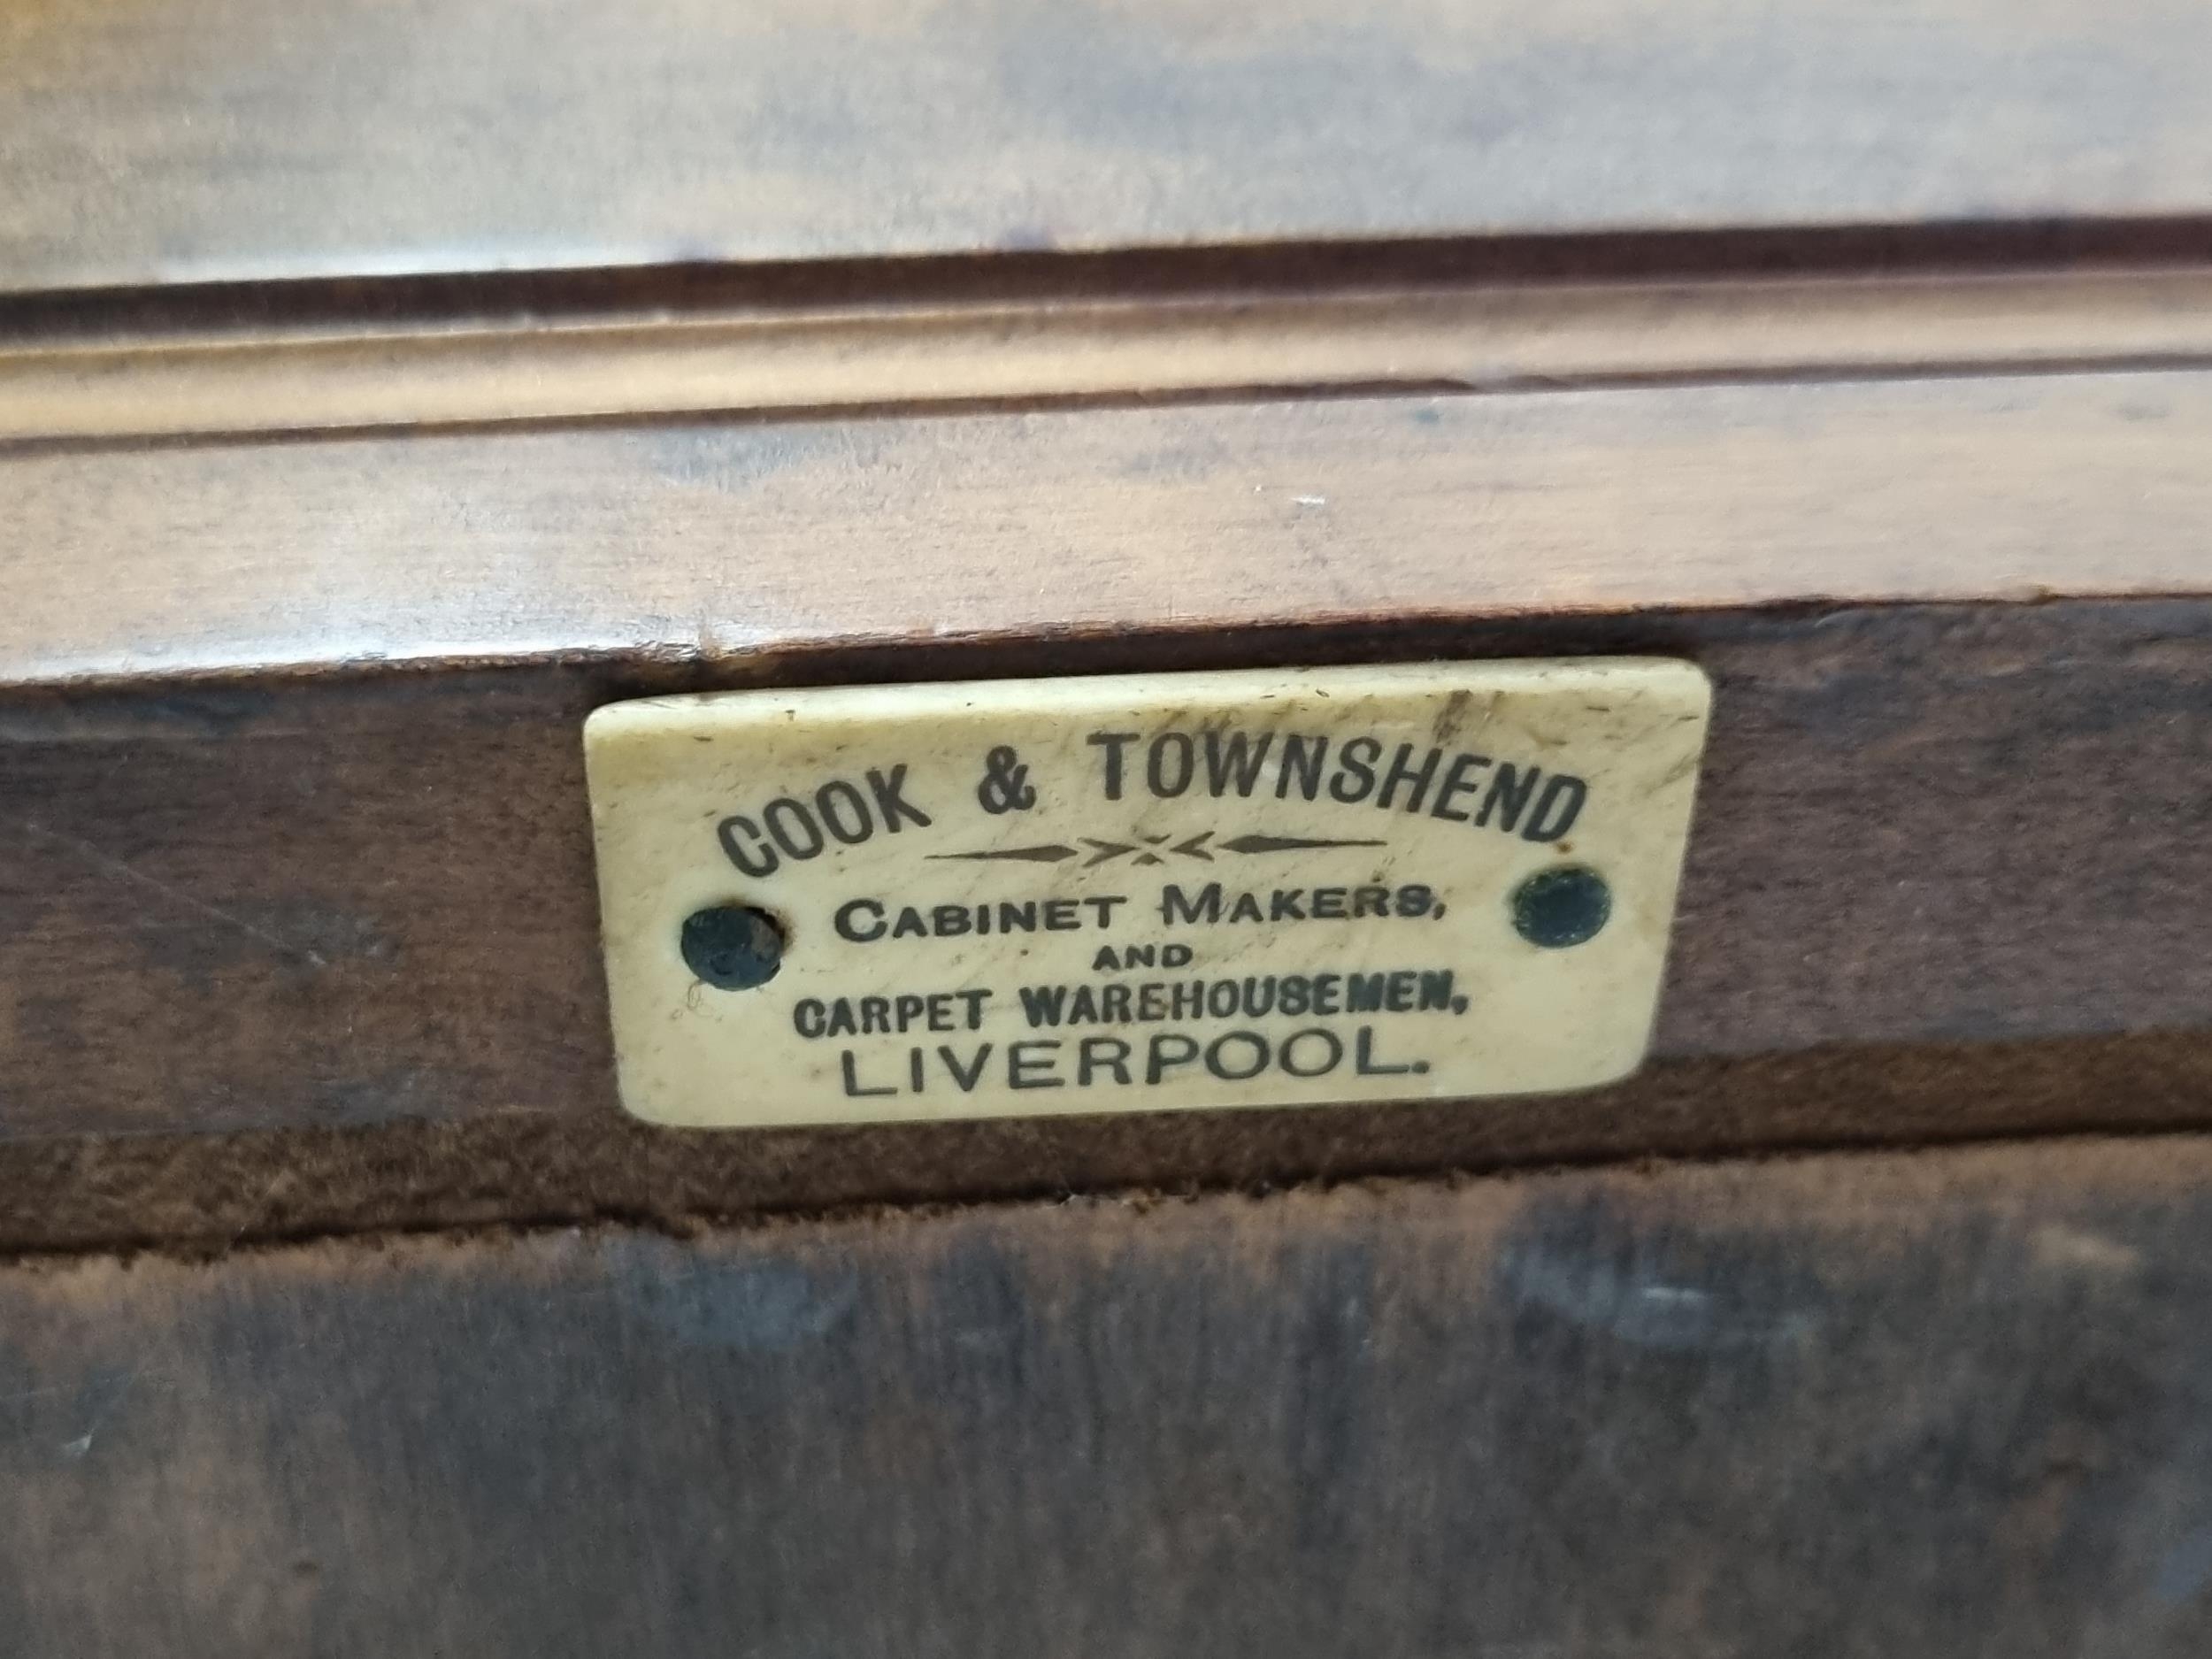 COOK & TOWNSHEND
CABINET MAKERS,
AND
CARPET WAREHOUSEMEN,
LIVERPOOL.